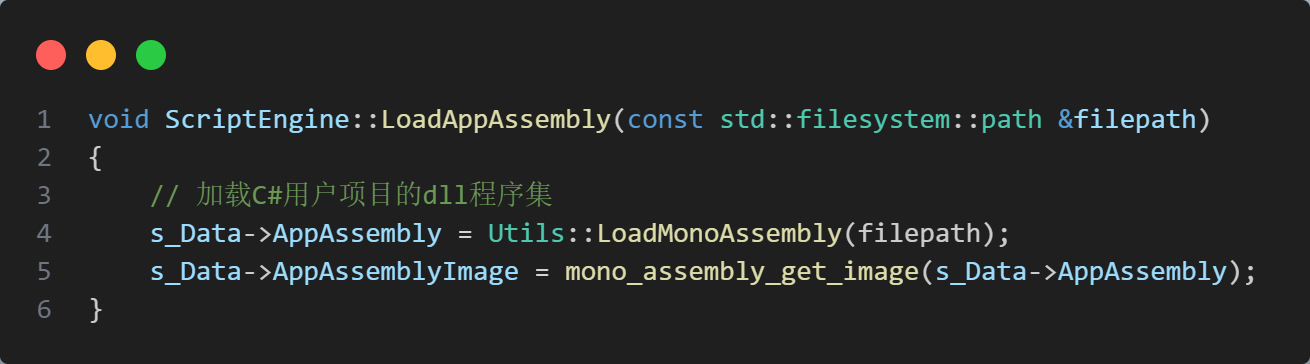 1 void ScriptEngine::LoadAppAssembly(const std::filesystem::path &filepath)
2 {
3     // 加载C#用户项目的dll程序集
4     s_Data->AppAssembly = Utils::LoadMonoAssembly(filepath);
5     s_Data->AppAssemblyImage = mono_assembly_get_image(s_Data->AppAssembly);
6 }